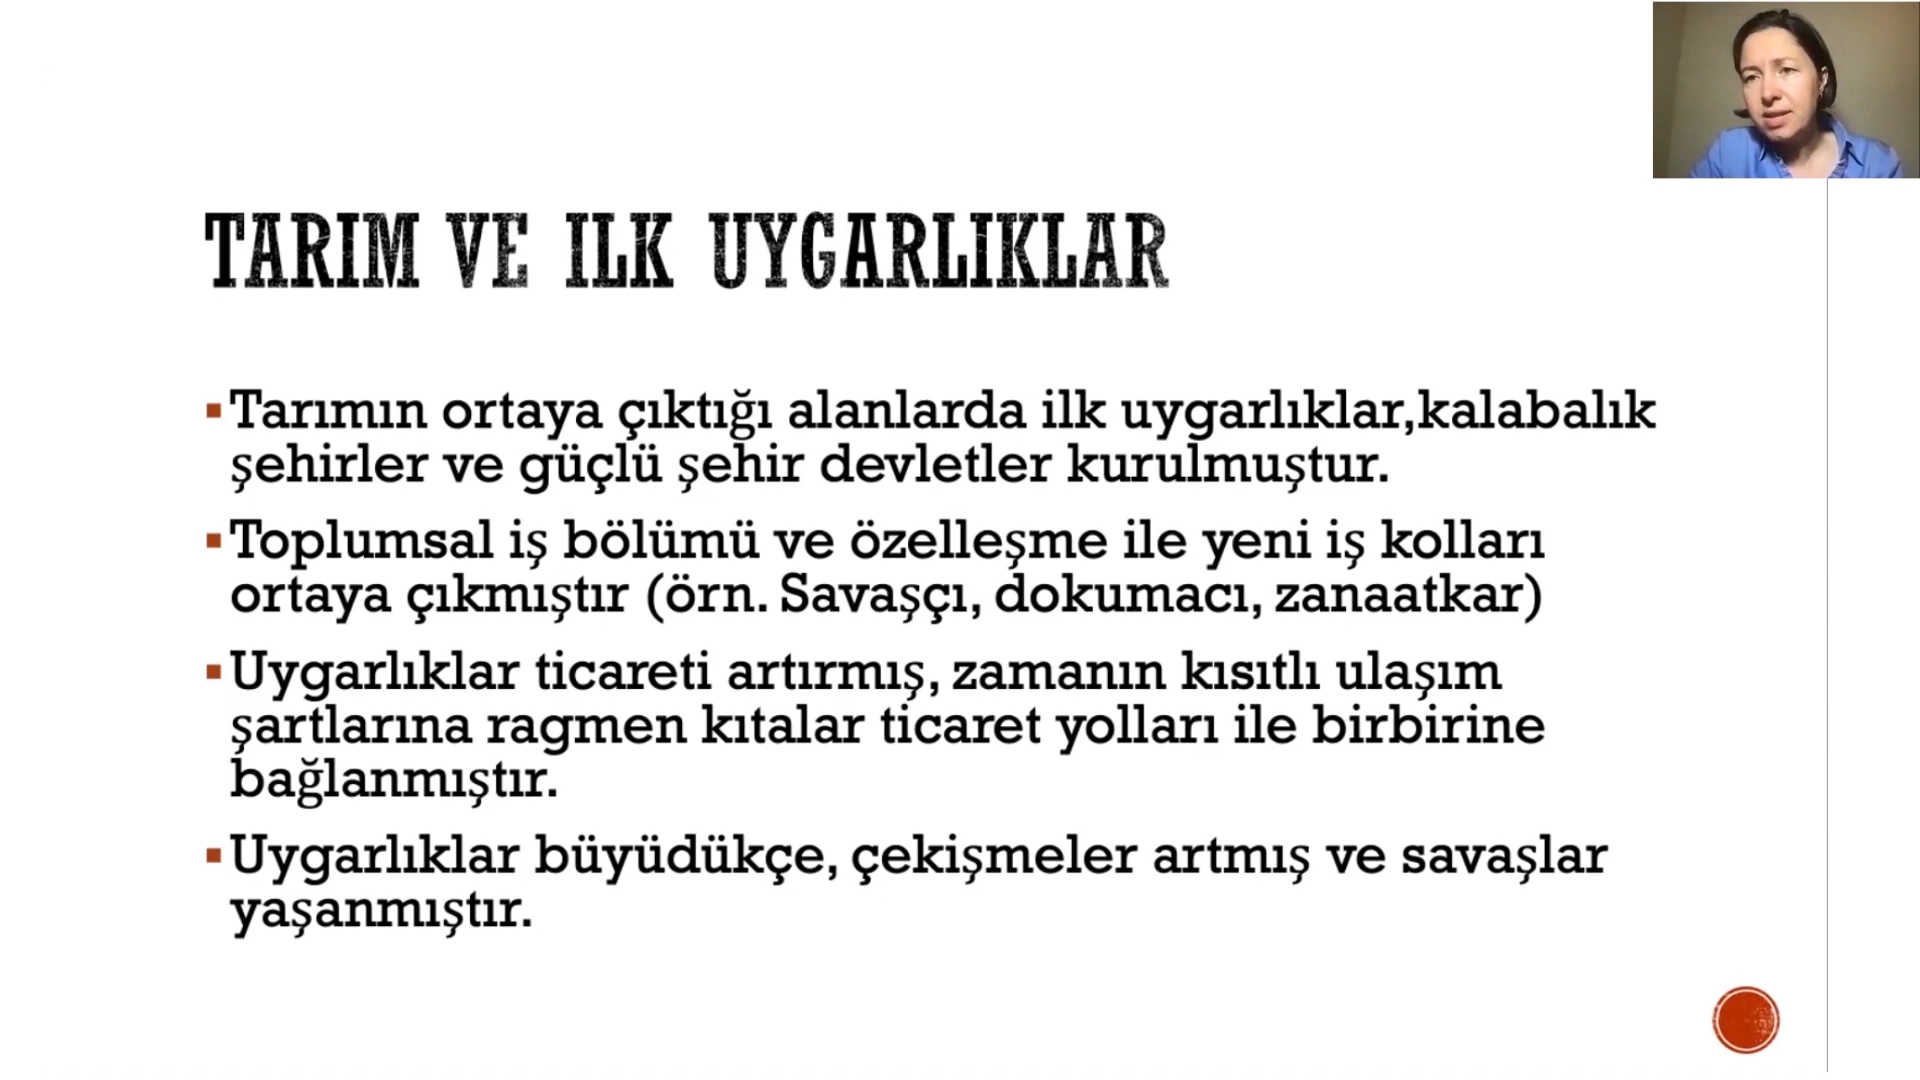 TARIM VE ILK UYGARLIKLAR
▪Tarımın ortaya çıktığı alanlarda ilk uygarlıklar,kalabalık
şehirler ve güçlü şehir devletler kurulmuştur.
▪Toplumsal iş bölümü ve özelleşme ile yeni iş kolları
ortaya çıkmıştır (örn. Savaşçı, dokumacı, zanaatkar)
▪Uygarlıklar ticareti artırmış, zamanın kısıtlı ulaşım
şartlarına ragmen kıtalar ticaret yolları ile birbirine
bağlanmıştır.
▪Uygarlıklar büyüdükçe, çekişmeler artmış ve savaşlar
yaşanmıştır.